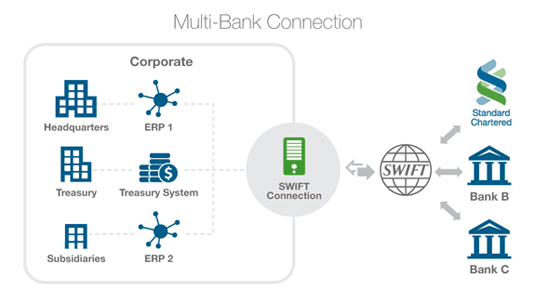 Multi-Bank Connection
Corporate
Headquarters
ERP 1
Treasury
Treasury System
Subsidiaries
ERP 2
SWIFT
Connection
SWIFT
Standard
Chartered
Bank B
Bank C